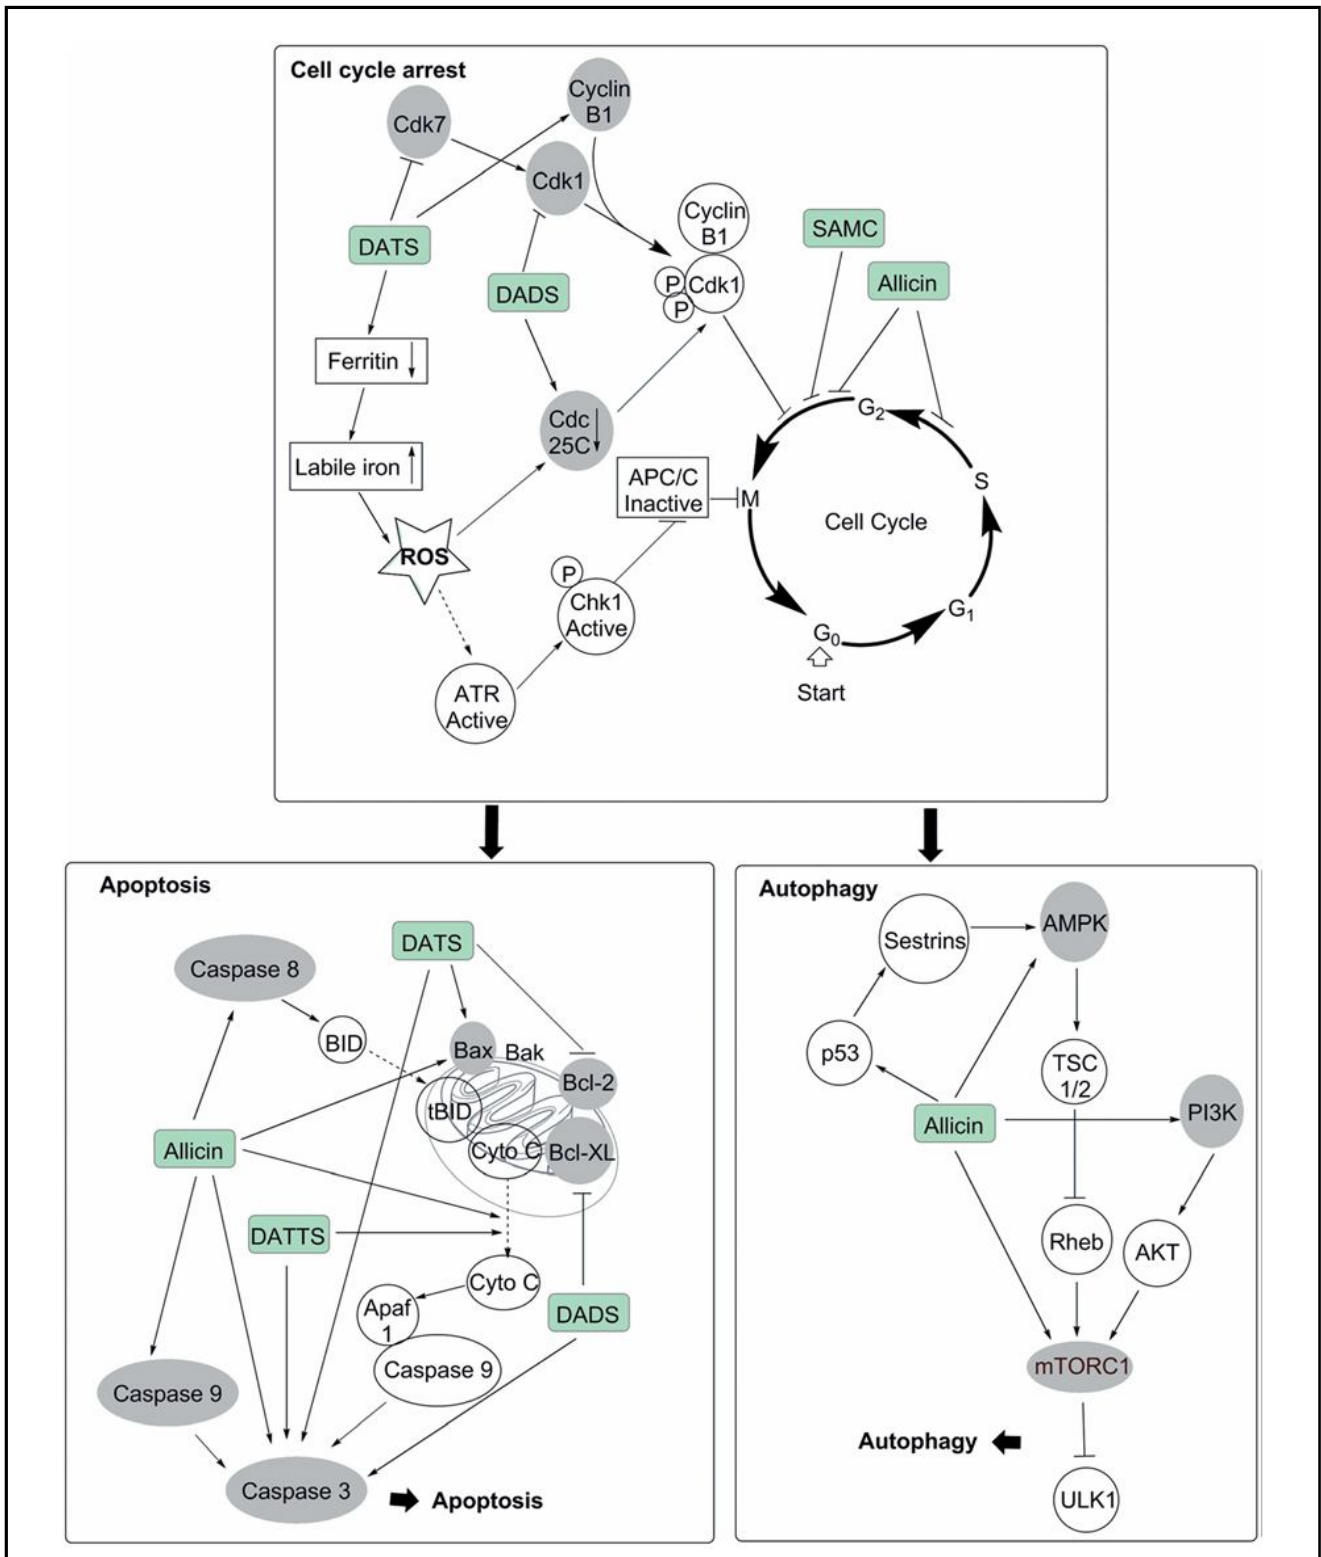 Cell cycle arrest
Cyclin
B1
Cdk7
Cdk1
DATS
DADS
Cyclin
B1
P
P
Cdk1
SAMC
Allicin
Ferritin
Cdc
25C
Labile iron
APC/C
Inactive
ROS
P
Chk1
Active
ATR
Active
G2
M
S
Cell Cycle
G1
G0
Start
Apoptosis
DATS
Caspase 8
BID
Bax
Bak
Bcl-2
tBID
Allicin
Cyto C
Bcl-XL
DATTS
Cyto C
DADS
Apaf
1
Caspase 9
Caspase 9
Caspase 3
Apoptosis
Autophagy
Sestrins
AMPK
p53
TSC
1/2
Allicin
PI3K
Rheb
AKT
mTORC1
Autophagy
ULK1